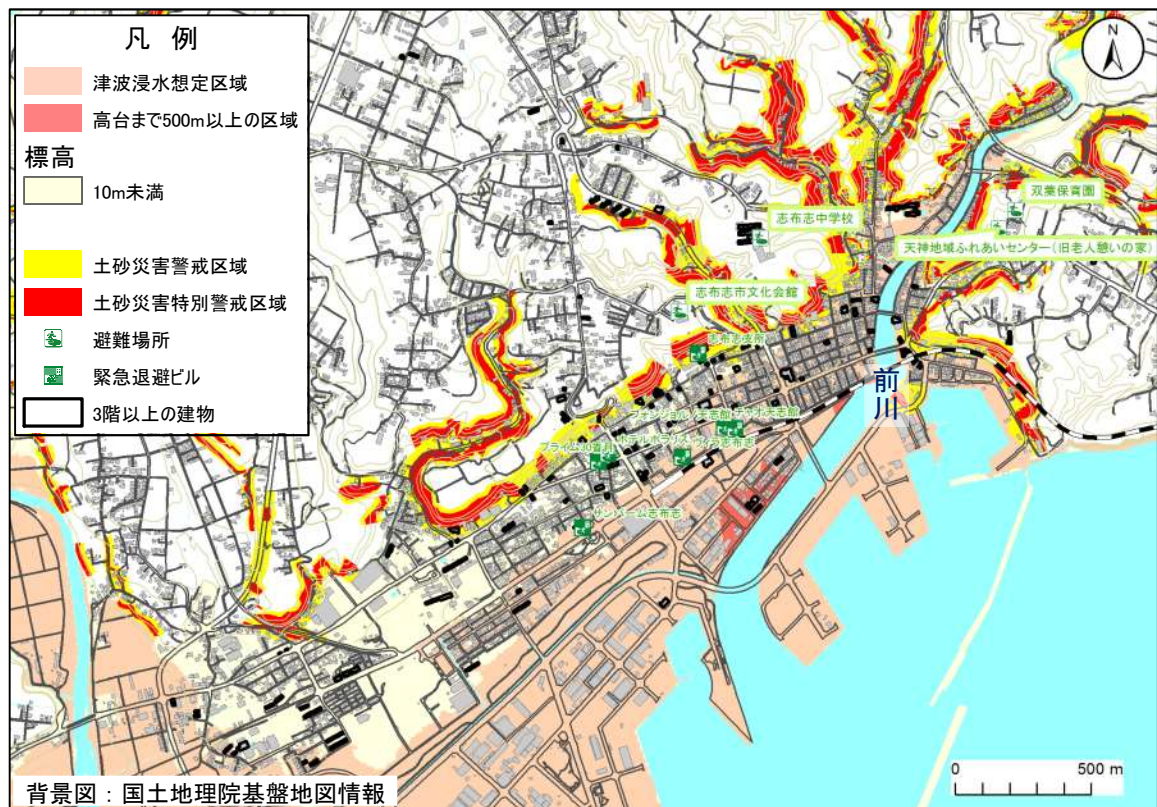 凡 例
津波浸水想定区域
高台まで500m以上の区域
標高
10m未満
土砂災害警戒区域
土砂災害特別警戒区域
避難場所
緊急退避ビル
3階以上の建物
N
双葉保育園
志布志中学校
天神地域ふれあいセンター(旧老人憩いの家)
志布志市文化会館
志布志支所
前川
サンパーム志布志
0 500 m
背景図:国土地理院基盤地図情報